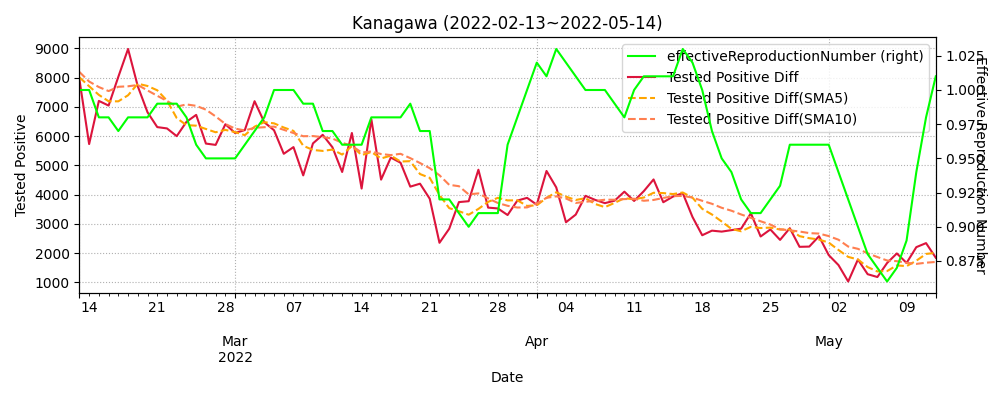 Kanagawa (2022-02-13~2022-05-14)
effectiveReproductionNumber (right)
Tested Positive Diff
Tested Positive Diff(SMA5)
Tested Positive Diff(SMA10)
Tested Positive
9000
8000
7000
6000
5000
4000
3000
2000
1000
1.025
1.000
0.975
0.950
0.925
0.900
0.875
Effective Reproduction Number
14 21 28 07 14 21 28 04 11 18 25 02 09
Mar Apr May
2022
Date